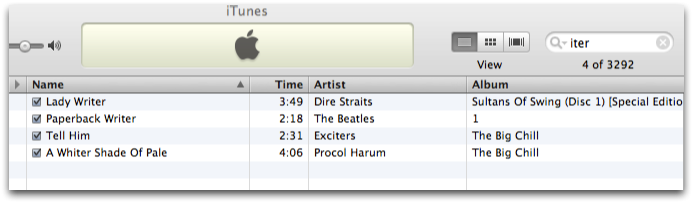 iTunes
iter
View
4 of 3292
Name Time Artist Album
Lady Writer 3:49 Dire Straits Sultans Of Swing (Disc 1) [Special Editio
Paperback Writer 2:18 The Beatles 1
Tell Him 2:31 Exciters The Big Chill
A Whiter Shade Of Pale 4:06 Procol Harum The Big Chill